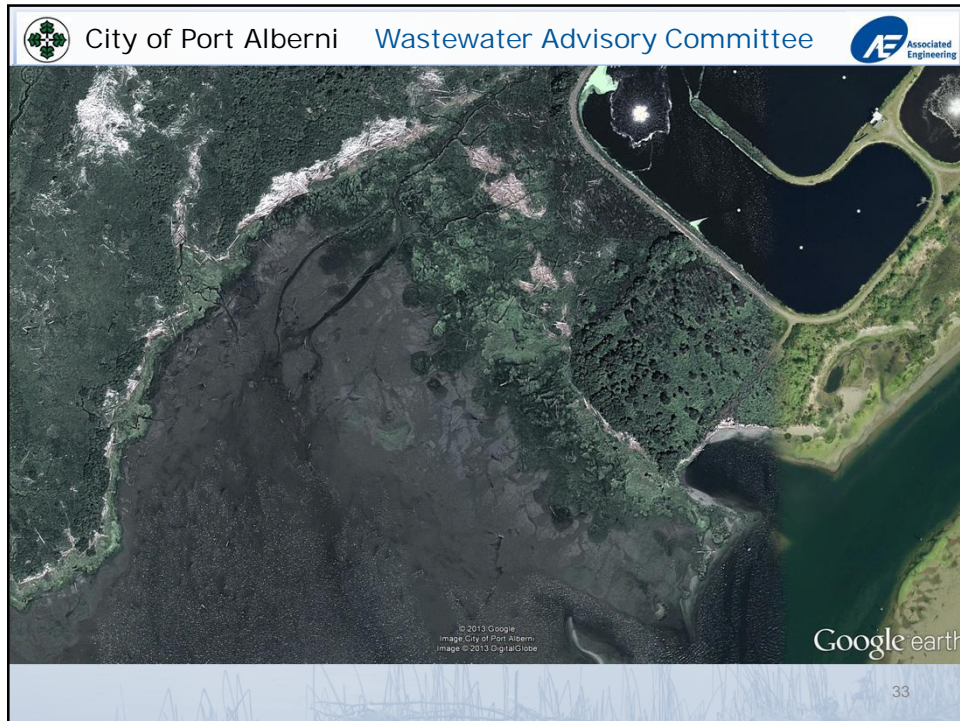 City of Port Alberni Wastewater Advisory Committee
AE Associated
Engineering
© 2013 Google
Image City of Port Alberni
Image © 2013 DigitalGlobe
Google earth
33